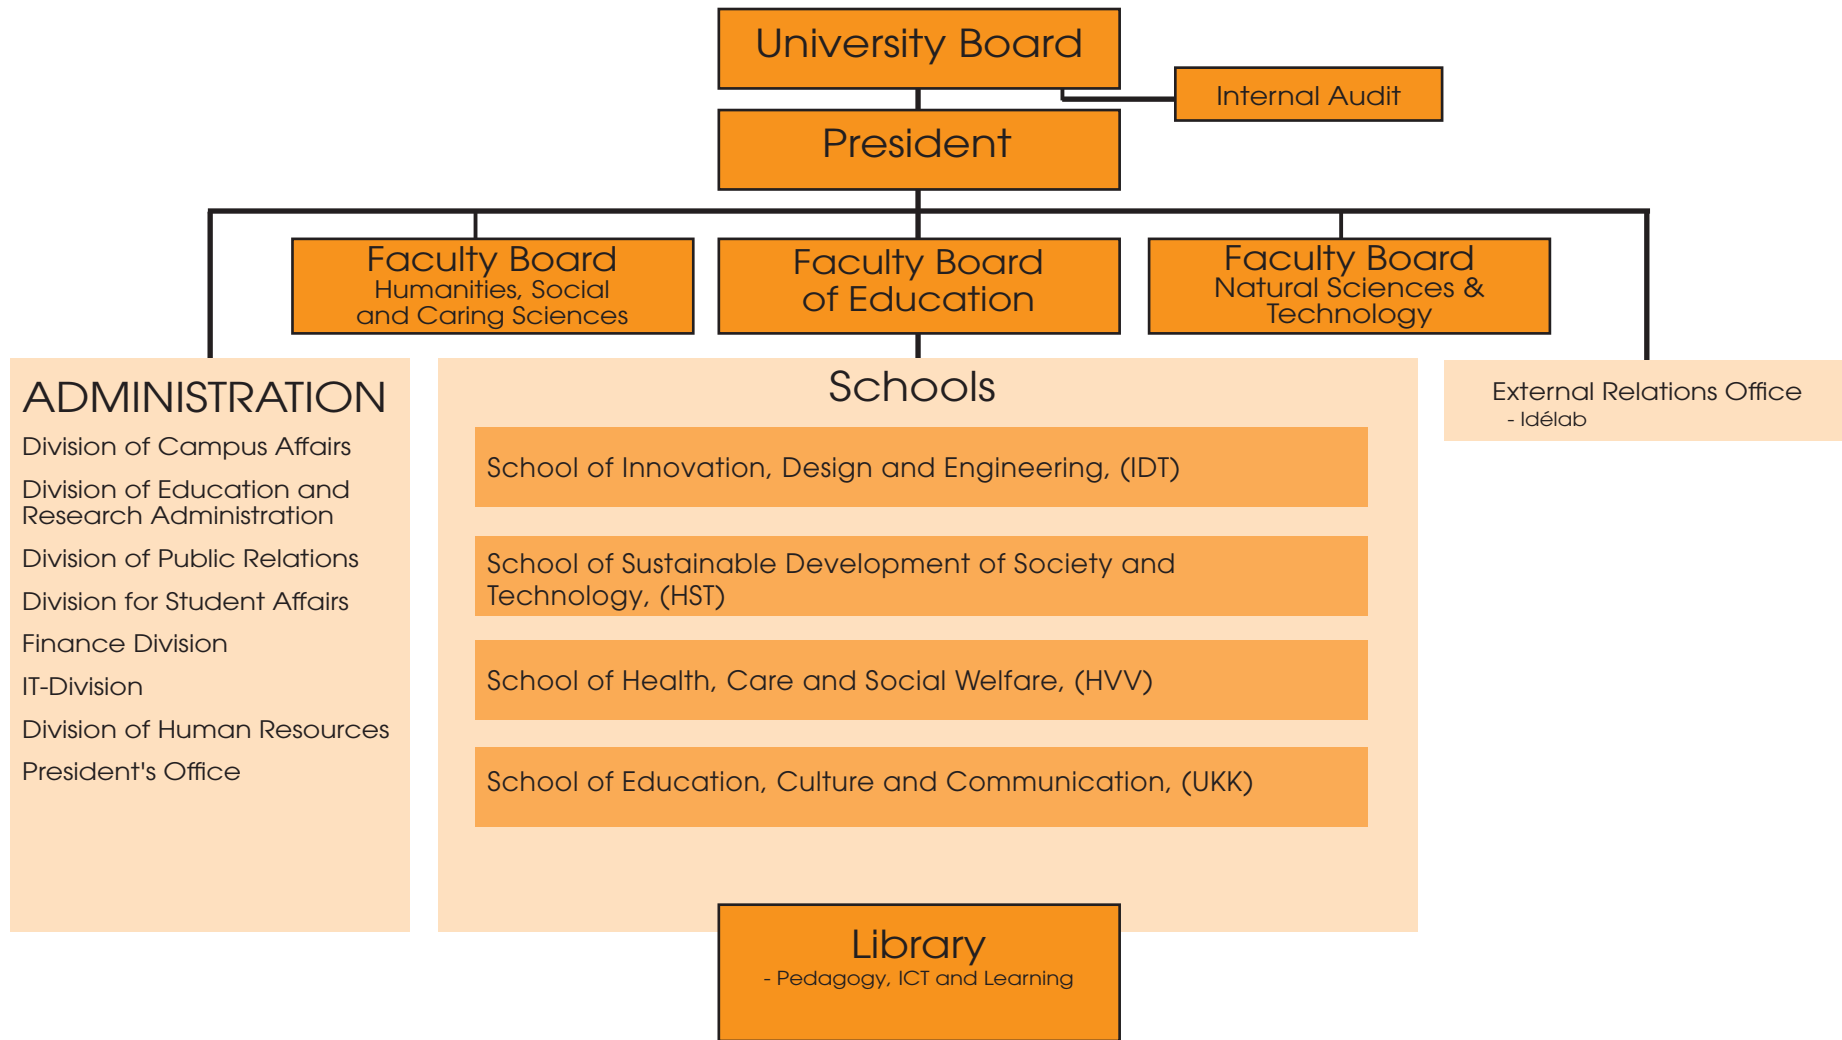 University Board
Internal Audit
President
Faculty Board
Humanities, Social
and Caring Sciences
Faculty Board
of Education
Faculty Board
Natural Sciences &
Technology
ADMINISTRATION
Division of Campus Affairs
Division of Education and
Research Administration
Division of Public Relations
Division for Student Affairs
Finance Division
IT-Division
Division of Human Resources
President's Office
Schools
School of Innovation, Design and Engineering, (IDT)
School of Sustainable Development of Society and
Technology, (HST)
School of Health, Care and Social Welfare, (HVV)
School of Education, Culture and Communication, (UKK)
External Relations Office
- Idélab
Library
- Pedagogy, ICT and Learning